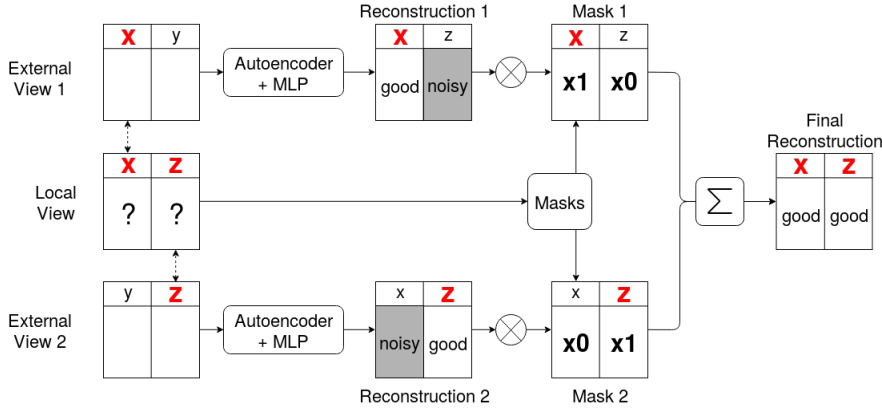 Reconstruction 1
Mask 1
X y
X z
X z
External
View 1
Autoencoder
+ MLP
good noisy
x1 x0
Final
Reconstruction
X Z
X Z
Local
View
? ?
Masks
Σ
good good
y Z
x Z
x Z
External
View 2
Autoencoder
+ MLP
noisy good
x0 x1
Reconstruction 2
Mask 2